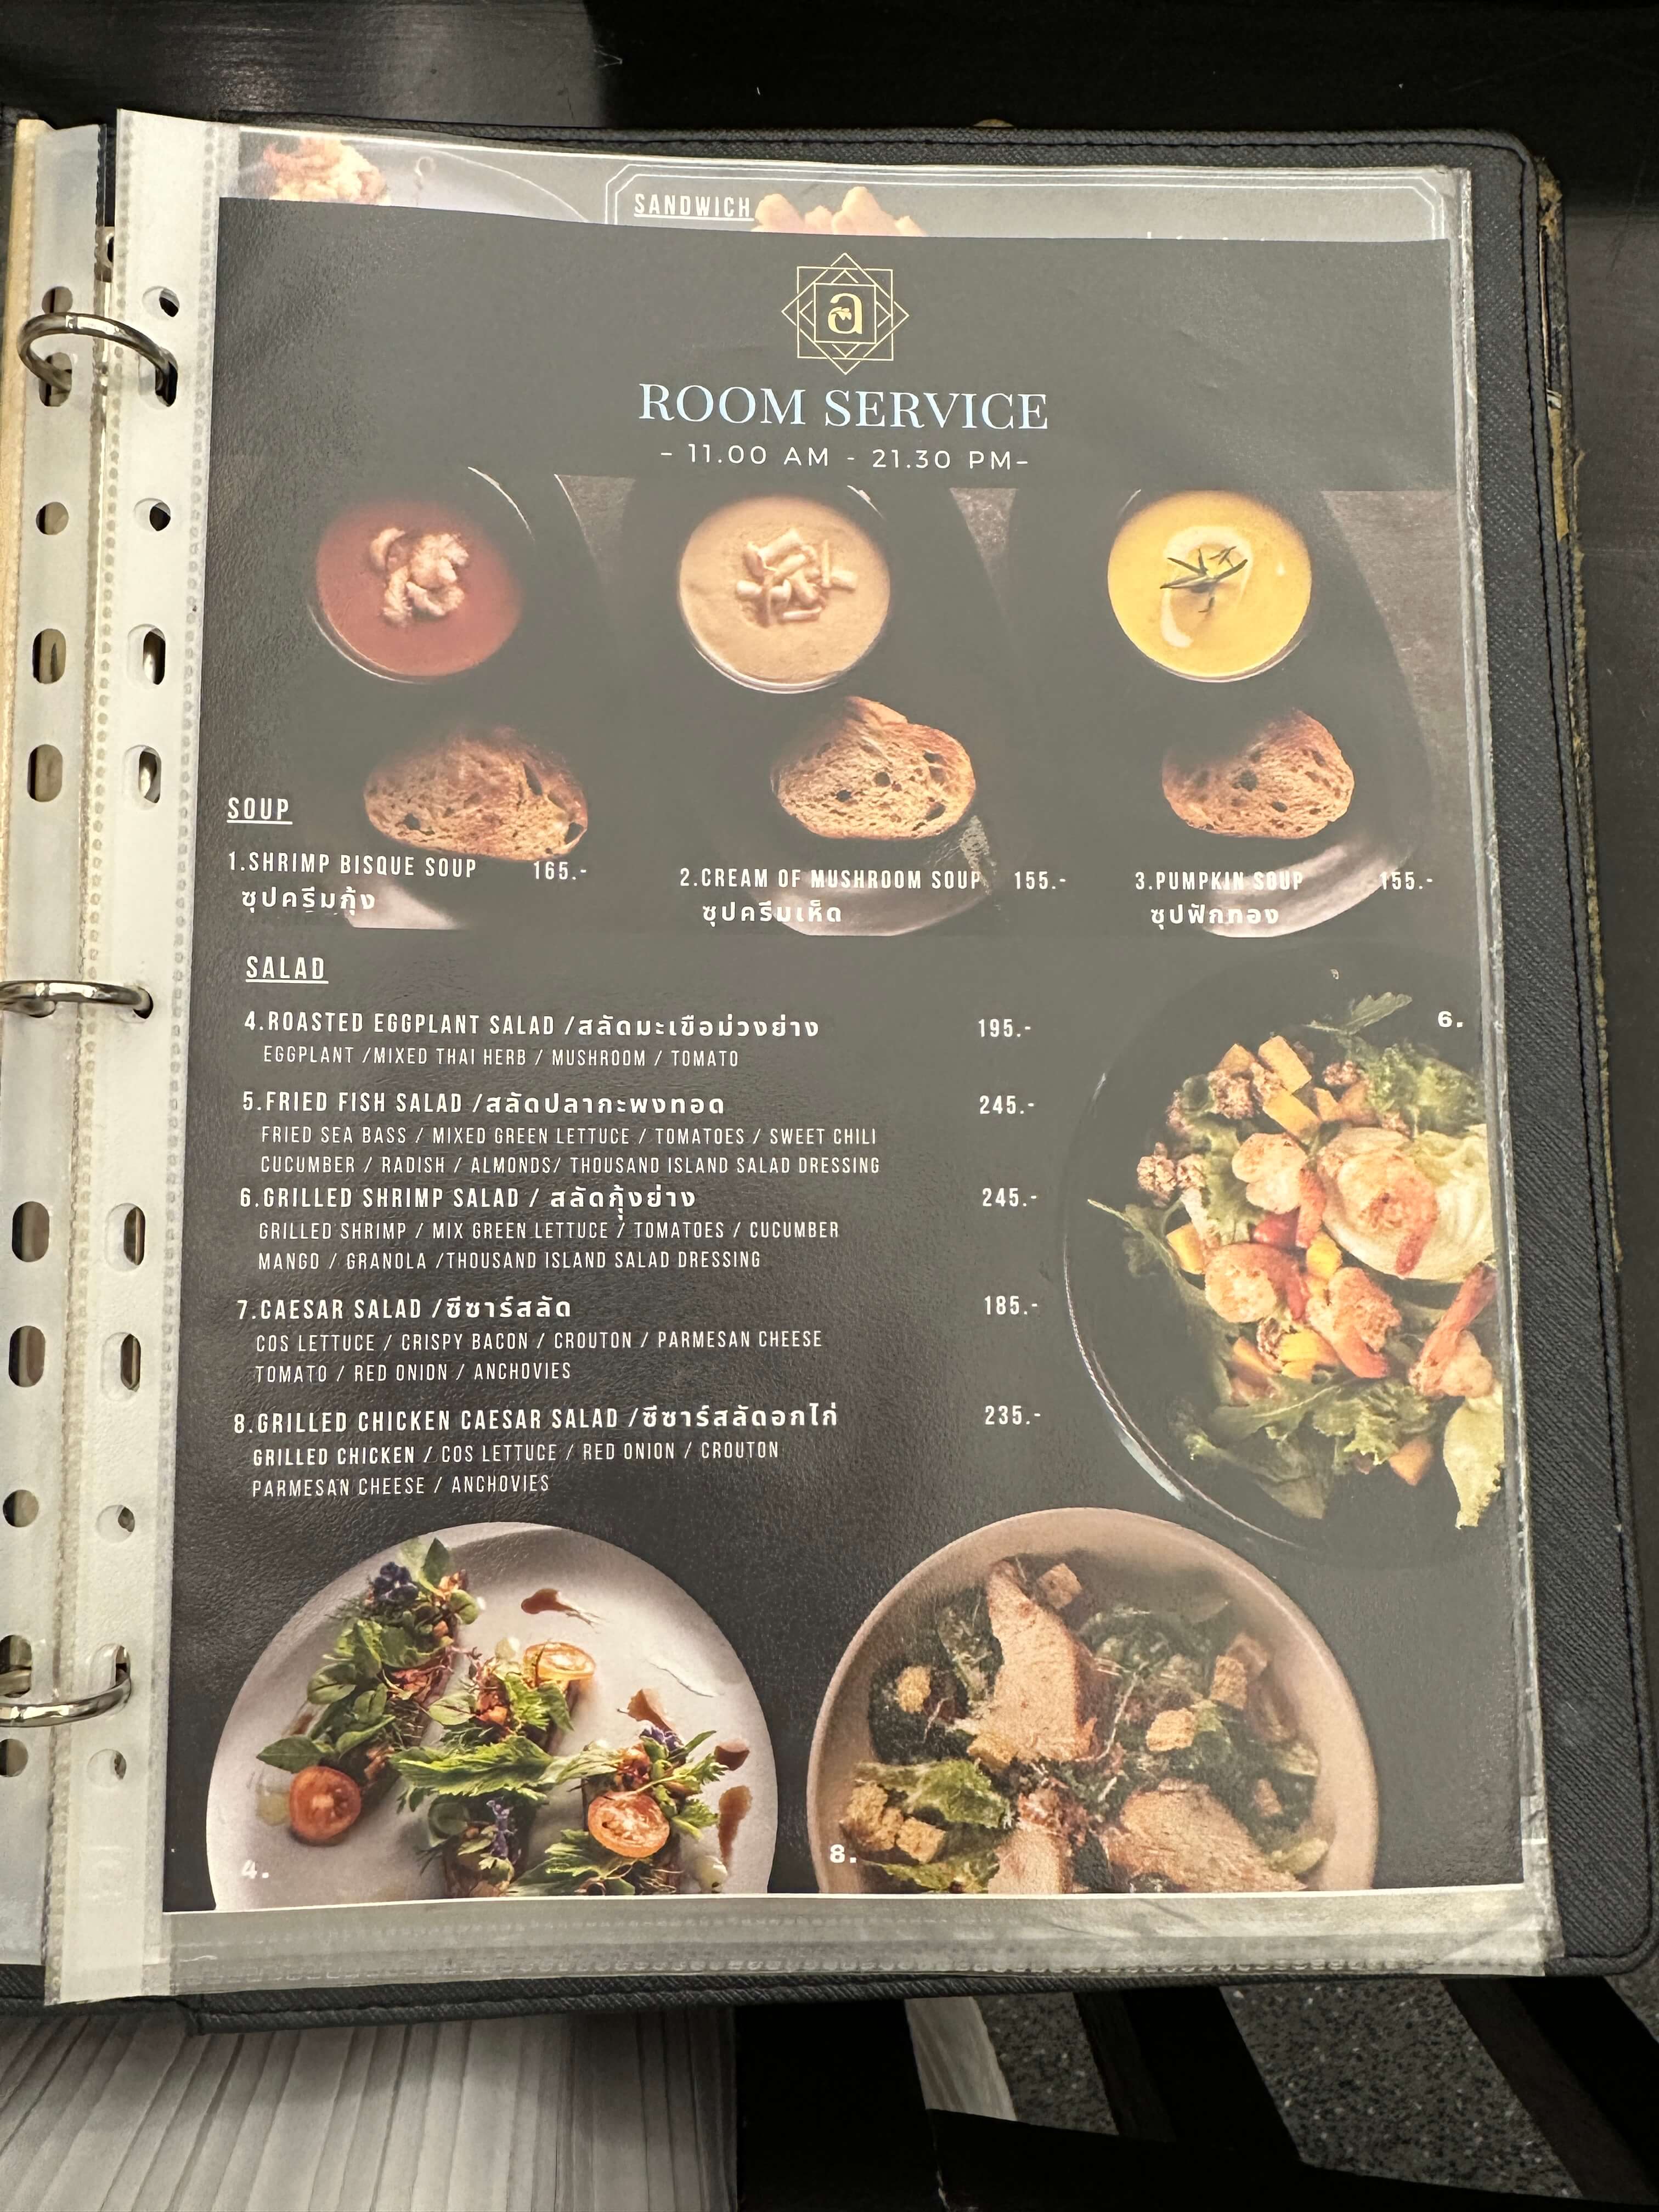 SANDWICH
a
ROOM SERVICE
- 11.00 AM - 21.30 PM-
SOUP
1.SHRIMP BISQUE SOUP 165.-
ซุปครีมกุ้ง
2.CREAM OF MUSHROOM SOUP 155.-
ซุปครีมเห็ด
3.PUMPKIN SOUP 155.-
ซุปฟักทอง
SALAD
4.ROASTED EGGPLANT SALAD /สลัดมะเขือม่วงย่าง 195.-
EGGPLANT /MIXED THAI HERB / MUSHROOM / TOMATO
5.FRIED FISH SALAD /สลัดปลากะพงทอด 245.-
FRIED SEA BASS / MIXED GREEN LETTUCE / TOMATOES / SWEET CHILI
CUCUMBER / RADISH / ALMONDS/ THOUSAND ISLAND SALAD DRESSING
6.GRILLED SHRIMP SALAD / สลัดกุ้งย่าง 245.-
GRILLED SHRIMP / MIX GREEN LETTUCE / TOMATOES / CUCUMBER
MANGO / GRANOLA /THOUSAND ISLAND SALAD DRESSING
7.CAESAR SALAD /ซีซาร์สลัด 185.-
COS LETTUCE / CRISPY BACON / CROUTON / PARMESAN CHEESE
TOMATO / RED ONION / ANCHOVIES
8.GRILLED CHICKEN CAESAR SALAD /ซีซาร์สลัดอกไก่ 235.-
GRILLED CHICKEN / COS LETTUCE / RED ONION / CROUTON
PARMESAN CHEESE / ANCHOVIES
6.
4.
8.